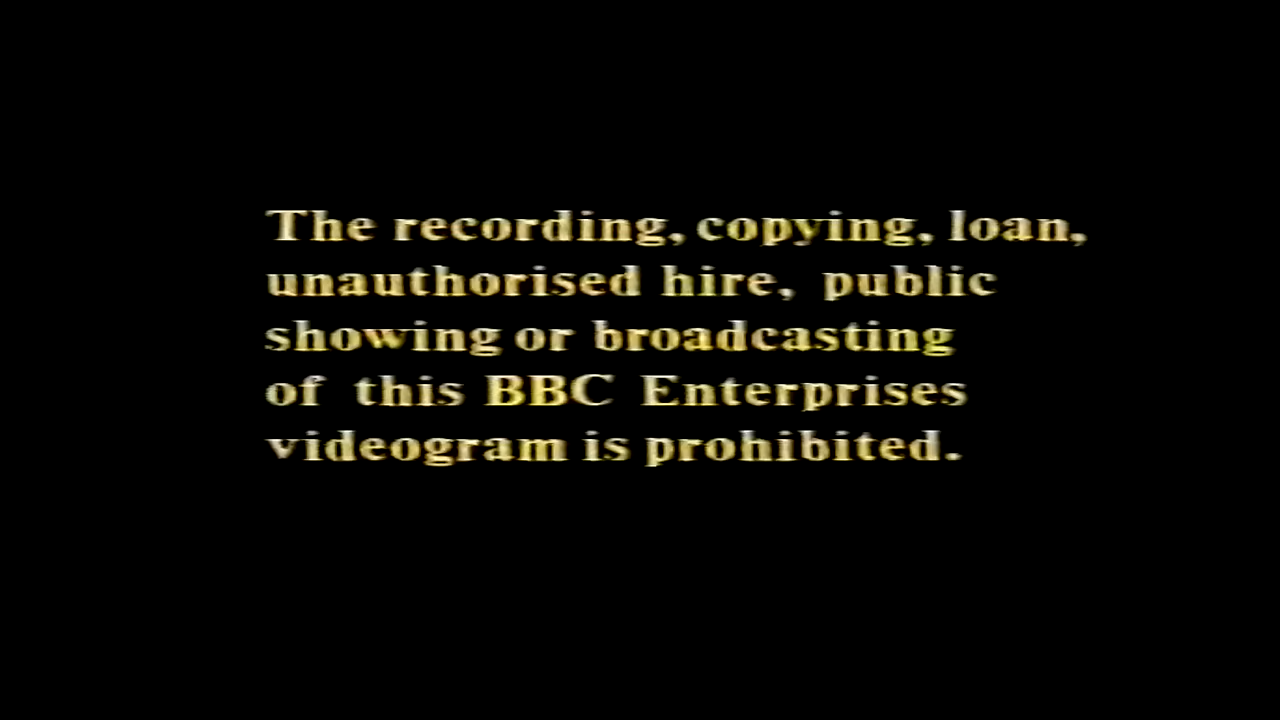 The recording, copying, loan,
unauthorised hire, public
showing or broadcasting
of this BBC Enterprises
videogram is prohibited.